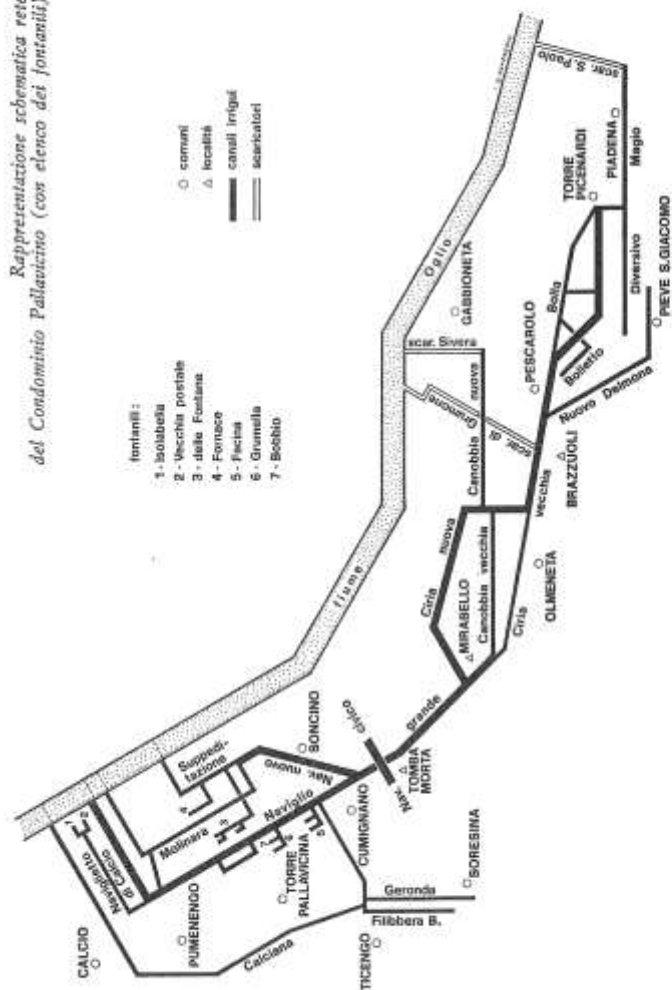 Rappresentazione schematica rete
del Condominio Pallavicino (con elenco dei fontanili)
fontanili:
1 - Isolabella
2 - Vecchia postale
3 - delle Fontane
4 - Fornace
5 - Facina
6 - Grumella
7 - Bobbio
○ comuni
△ località
canali irrigui
scaricatori
CALCIO
Naviglietto
di Calcio
PUMENENGO
Calciana
Molinara
Suppedi-
tazione
SONCINO
Nav. nuovo
Naviglio
TORRE
PALLAVICINA
CUMIGNANO
TICENGO
Filibbera B.
Geronda
SORESINA
Nav.
civico
TOMBA
MORTA
grande
fiume
Oglio
Ciria
nuova
MIRABELLO
Canobbia vecchia
Ciria
vecchia
OLMENETA
Canobbia
nuova
scar. Sivera
scar. di
Grumone
GABBIONETA
BRAZZUOLI
PESCAROLO
Nuovo Delmona
Bolla
Bolletto
TORRE
PICENARDI
PIADENA
Diversivo
Magio
PIEVE S. GIACOMO
scar. S. Paolo